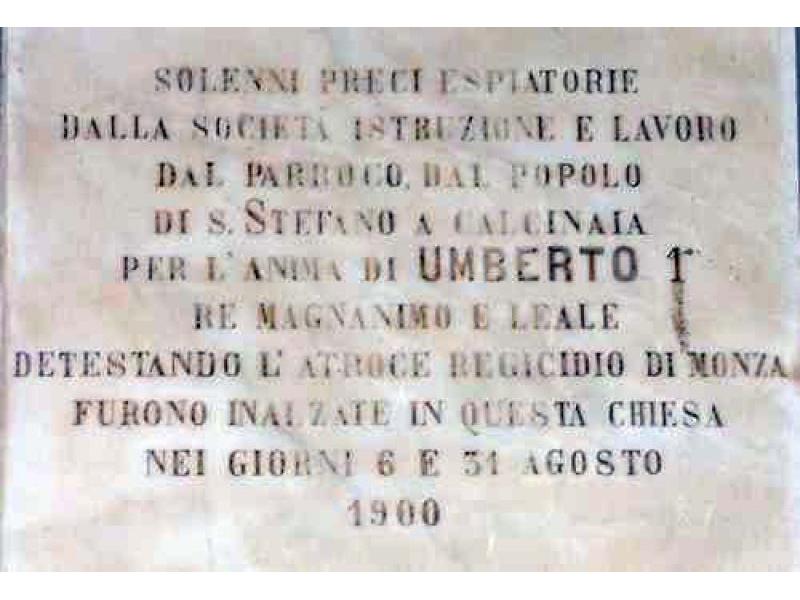 SOLENNI PRECI ESPIATORIE
DALLA SOCIETÀ ISTRUZIONE E LAVORO
DAL PARROCO, DAL POPOLO
DI S. STEFANO A CALCINAIA
PER L'ANIMA DI UMBERTO 1º
RE MAGNANIMO E LEALE
DETESTANDO L'ATROCE REGICIDIO DI MONZA
FURONO INALZATE IN QUESTA CHIESA
NEI GIORNI 6 E 31 AGOSTO
1900